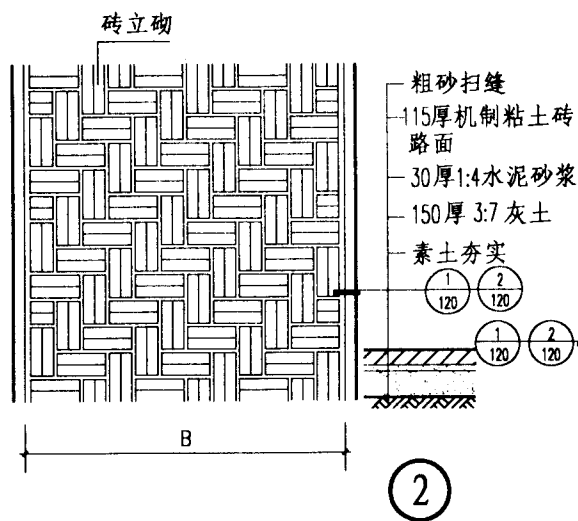 砖立砌
粗砂扫缝
115厚机制粘土砖
路面
30厚1:4水泥砂浆
150厚 3:7 灰土
素土夯实
1 2
120 120
1 2
120 120
B
2